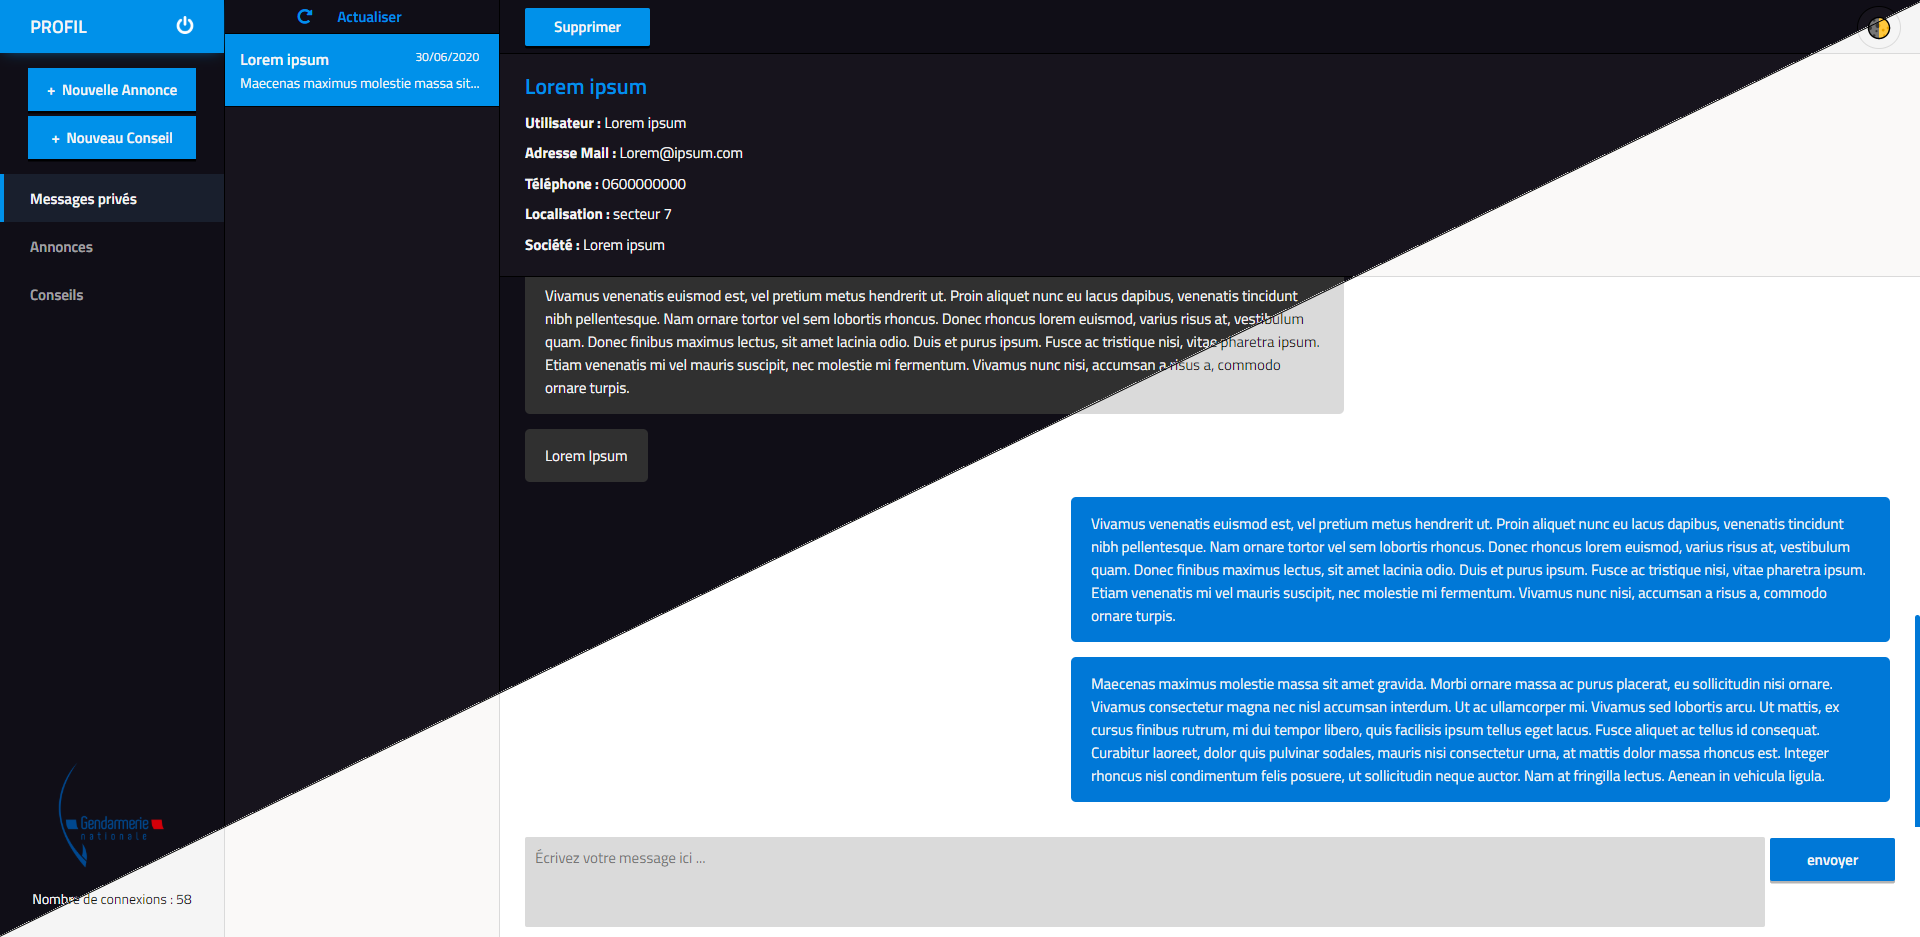 PROFIL
+ Nouvelle Annonce
+ Nouveau Conseil
Messages privés
Annonces
Conseils
Gendarmerie
nationale
Nombre de connexions : 58
Actualiser
Lorem ipsum 30/06/2020
Maecenas maximus molestie massa sit...
Supprimer
Lorem ipsum
Utilisateur : Lorem ipsum
Adresse Mail : Lorem@ipsum.com
Téléphone : 0600000000
Localisation : secteur 7
Société : Lorem ipsum
Vivamus venenatis euismod est, vel pretium metus hendrerit ut. Proin aliquet nunc eu lacus dapibus, venenatis tincidunt
nibh pellentesque. Nam ornare tortor vel sem lobortis rhoncus. Donec rhoncus lorem euismod, varius risus at, vestibulum
quam. Donec finibus maximus lectus, sit amet lacinia odio. Duis et purus ipsum. Fusce ac tristique nisi, vitae pharetra ipsum.
Etiam venenatis mi vel mauris suscipit, nec molestie mi fermentum. Vivamus nunc nisi, accumsan a risus a, commodo
ornare turpis.
Lorem Ipsum
Vivamus venenatis euismod est, vel pretium metus hendrerit ut. Proin aliquet nunc eu lacus dapibus, venenatis tincidunt
nibh pellentesque. Nam ornare tortor vel sem lobortis rhoncus. Donec rhoncus lorem euismod, varius risus at, vestibulum
quam. Donec finibus maximus lectus, sit amet lacinia odio. Duis et purus ipsum. Fusce ac tristique nisi, vitae pharetra ipsum.
Etiam venenatis mi vel mauris suscipit, nec molestie mi fermentum. Vivamus nunc nisi, accumsan a risus a, commodo
ornare turpis.
Maecenas maximus molestie massa sit amet gravida. Morbi ornare massa ac purus placerat, eu sollicitudin nisi ornare.
Vivamus consectetur magna nec nisl accumsan interdum. Ut ac ullamcorper mi. Vivamus sed lobortis arcu. Ut mattis, ex
cursus finibus rutrum, mi dui tempor libero, quis facilisis ipsum tellus eget lacus. Fusce aliquet ac tellus id consequat.
Curabitur laoreet, dolor quis pulvinar sodales, mauris nisi consectetur urna, at mattis dolor massa rhoncus est. Integer
rhoncus nisl condimentum felis posuere, ut sollicitudin neque auctor. Nam at fringilla lectus. Aenean in vehicula ligula.
Écrivez votre message ici ...
envoyer